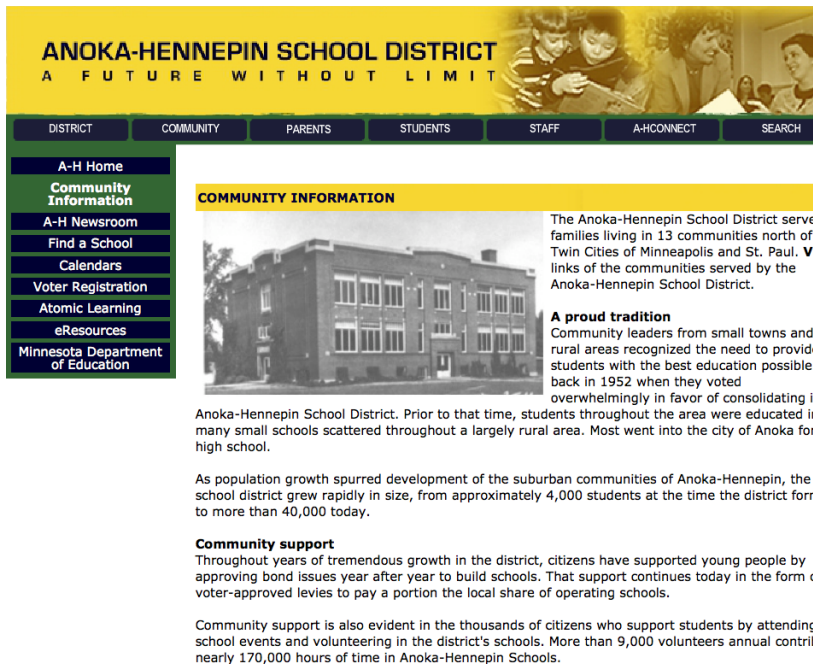 ANOKA-HENNEPIN SCHOOL DISTRICT
A FUTURE WITHOUT LIMIT
DISTRICT COMMUNITY PARENTS STUDENTS STAFF A-HCONNECT SEARCH
A-H Home
Community
Information
A-H Newsroom
Find a School
Calendars
Voter Registration
Atomic Learning
eResources
Minnesota Department
of Education
COMMUNITY INFORMATION
The Anoka-Hennepin School District serve
families living in 13 communities north of
Twin Cities of Minneapolis and St. Paul. V
links of the communities served by the
Anoka-Hennepin School District.
A proud tradition
Community leaders from small towns and
rural areas recognized the need to provide
students with the best education possible
back in 1952 when they voted
overwhelmingly in favor of consolidating i
Anoka-Hennepin School District. Prior to that time, students throughout the area were educated in
many small schools scattered throughout a largely rural area. Most went into the city of Anoka for
high school.
As population growth spurred development of the suburban communities of Anoka-Hennepin, the
school district grew rapidly in size, from approximately 4,000 students at the time the district form
to more than 40,000 today.
Community support
Throughout years of tremendous growth in the district, citizens have supported young people by
approving bond issues year after year to build schools. That support continues today in the form o
voter-approved levies to pay a portion the local share of operating schools.
Community support is also evident in the thousands of citizens who support students by attending
school events and volunteering in the district's schools. More than 9,000 volunteers annual contri
nearly 170,000 hours of time in Anoka-Hennepin Schools.